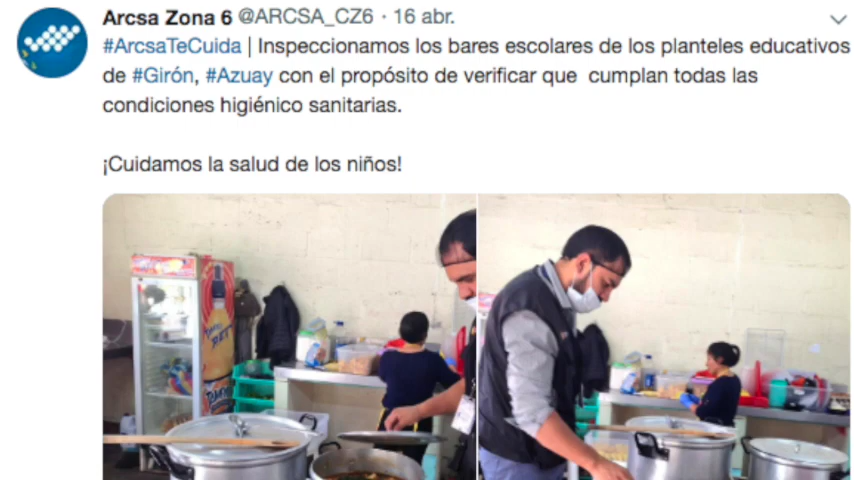 Arcsa Zona 6 @ARCSA_CZ6 · 16 abr.
#ArcsaTeCuida | Inspeccionamos los bares escolares de los planteles educativos
de #Girón, #Azuay con el propósito de verificar que cumplan todas las
condiciones higiénico sanitarias.
¡Cuidamos la salud de los niños!